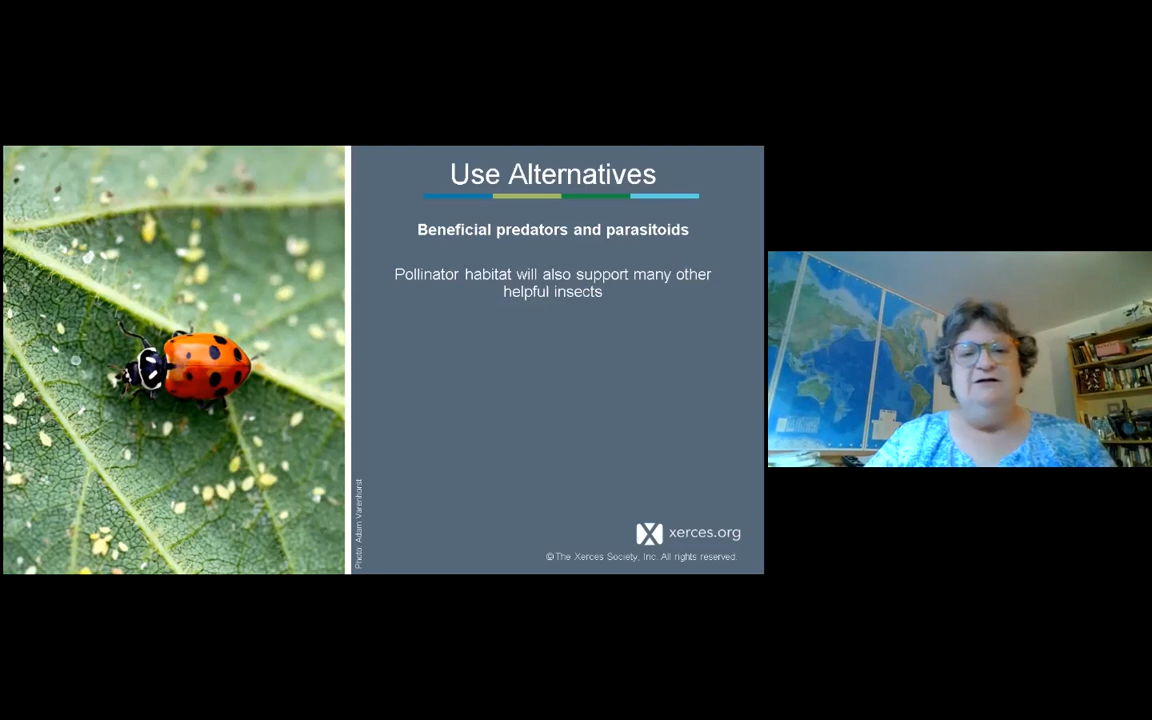 Use Alternatives
Beneficial predators and parasitoids
Pollinator habitat will also support many other
helpful insects
Photo: Adam Varenhorst
xerces.org
© The Xerces Society, Inc. All rights reserved.